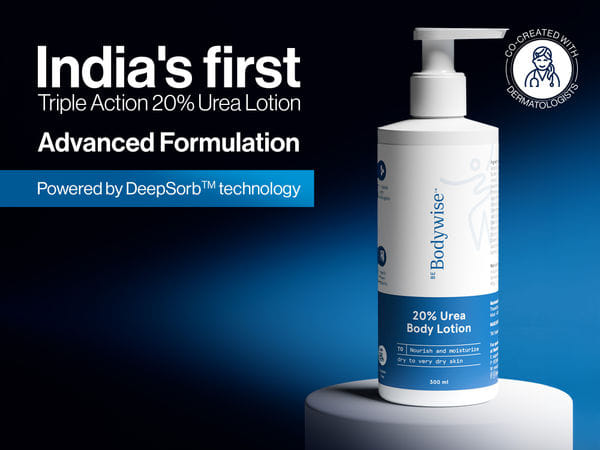 India's first
Triple Action 20% Urea Lotion
Advanced Formulation
Powered by DeepSorb™ technology
CO-CREATED WITH
DERMATOLOGISTS
BE Bodywise™
20% Urea
Body Lotion
TO Nourish and moisturize
dry to very dry skin
300 ml